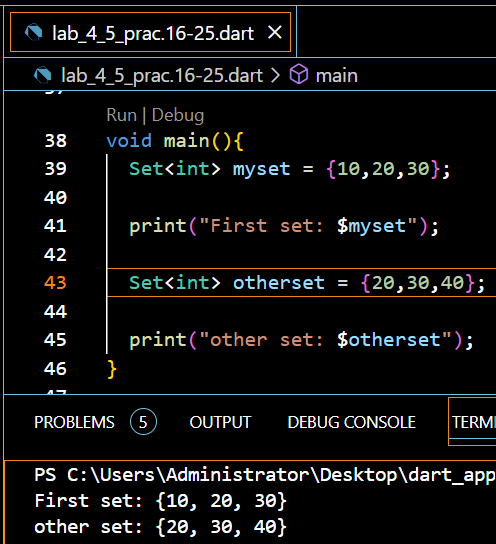 lab_4_5_prac.16-25.dart ×
lab_4_5_prac.16-25.dart > main
Run | Debug
38 void main(){
39 Set<int> myset = {10,20,30};
40
41 print("First set: $myset");
42
43 Set<int> otherset = {20,30,40};
44
45 print("other set: $otherset");
46 }
PROBLEMS 5 OUTPUT DEBUG CONSOLE
PS C:\Users\Administrator\Desktop\dart_app
First set: {10, 20, 30}
other set: {20, 30, 40}